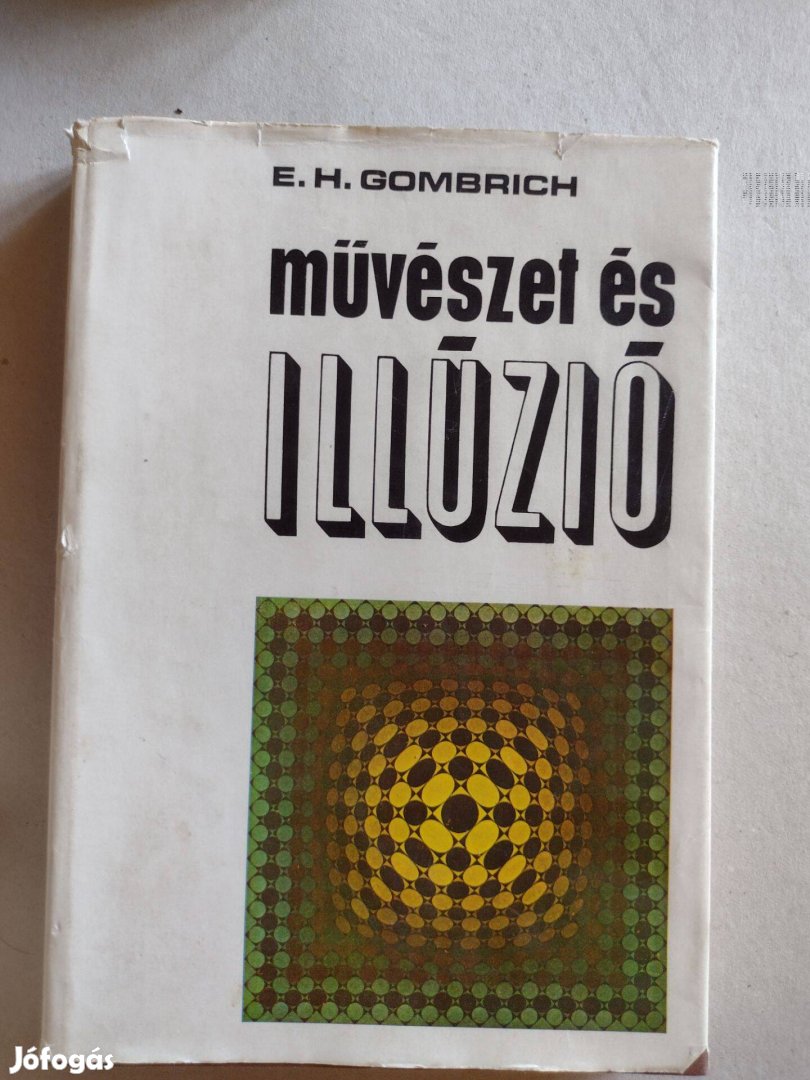 E. H. GOMBRICH
művészet és
ILLÚZIÓ
Jófogás